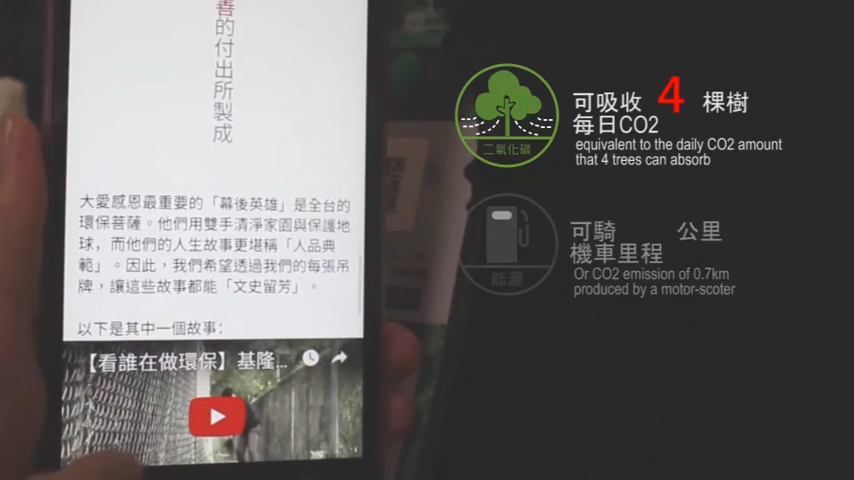 善的付出所製成
大愛感恩最重要的「幕後英雄」是全台的
環保菩薩。他們用雙手清淨家園與保護地
球，而他們的人生故事更堪稱「人品典
範」。因此，我們希望透過我們的每張吊
牌，讓這些故事都能「文史留芳」。
以下是其中一個故事：
【看誰在做環保】基隆...
二氧化碳
可吸收 4 棵樹
每日CO2
equivalent to the daily CO2 amount
that 4 trees can absorb
能源
可騎 公里
機車里程
Or CO2 emission of 0.7km
produced by a motor-scoter